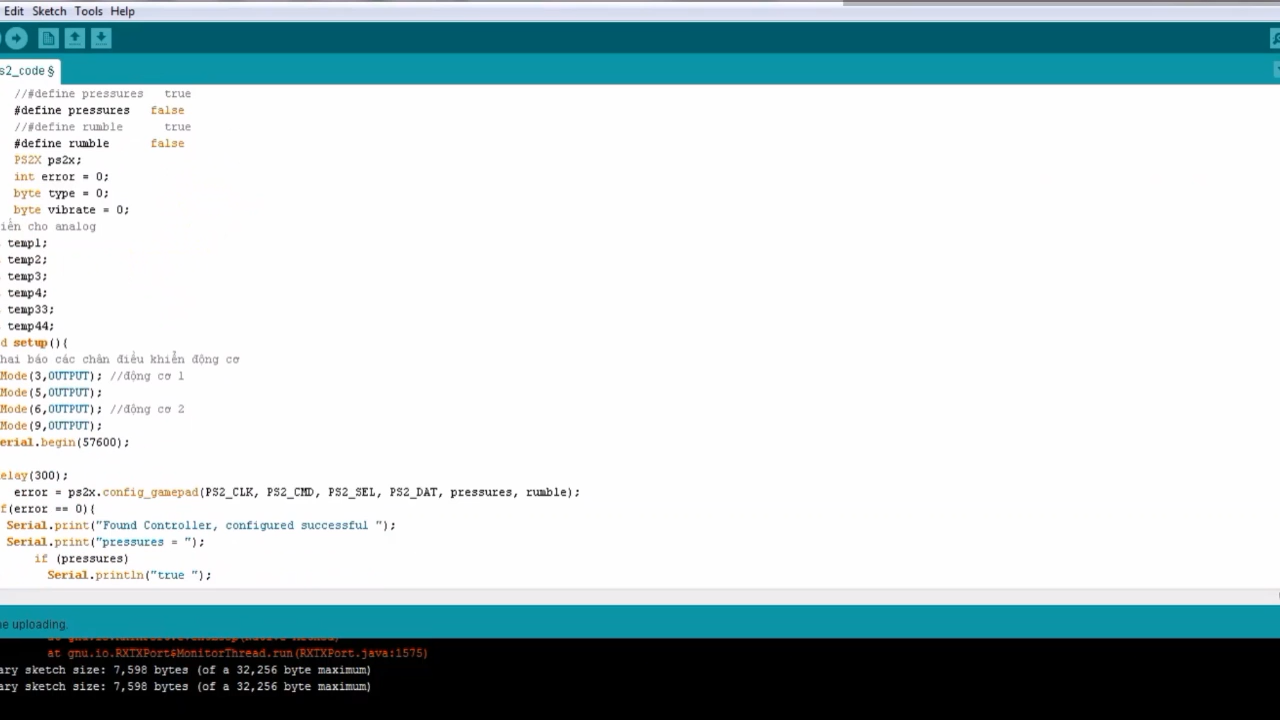 Edit Sketch Tools Help
s2_code §
//#define pressures true
#define pressures false
//#define rumble true
#define rumble false
PS2X ps2x;
int error = 0;
byte type = 0;
byte vibrate = 0;
iến cho analog
temp1;
temp2;
temp3;
temp4;
temp33;
temp44;
d setup(){
hai báo các chân điều khiển động cơ
Mode(3,OUTPUT); //động cơ 1
Mode(5,OUTPUT);
Mode(6,OUTPUT); //động cơ 2
Mode(9,OUTPUT);
erial.begin(57600);
elay(300);
error = ps2x.config_gamepad(PS2_CLK, PS2_CMD, PS2_SEL, PS2_DAT, pressures, rumble);
f(error == 0){
Serial.print("Found Controller, configured successful ");
Serial.print("pressures = ");
if (pressures)
Serial.println("true ");
ne uploading.
at gnu.io.RXTXPort$MonitorThread.run(RXTXPort.java:1575)
ary sketch size: 7,598 bytes (of a 32,256 byte maximum)
ary sketch size: 7,598 bytes (of a 32,256 byte maximum)